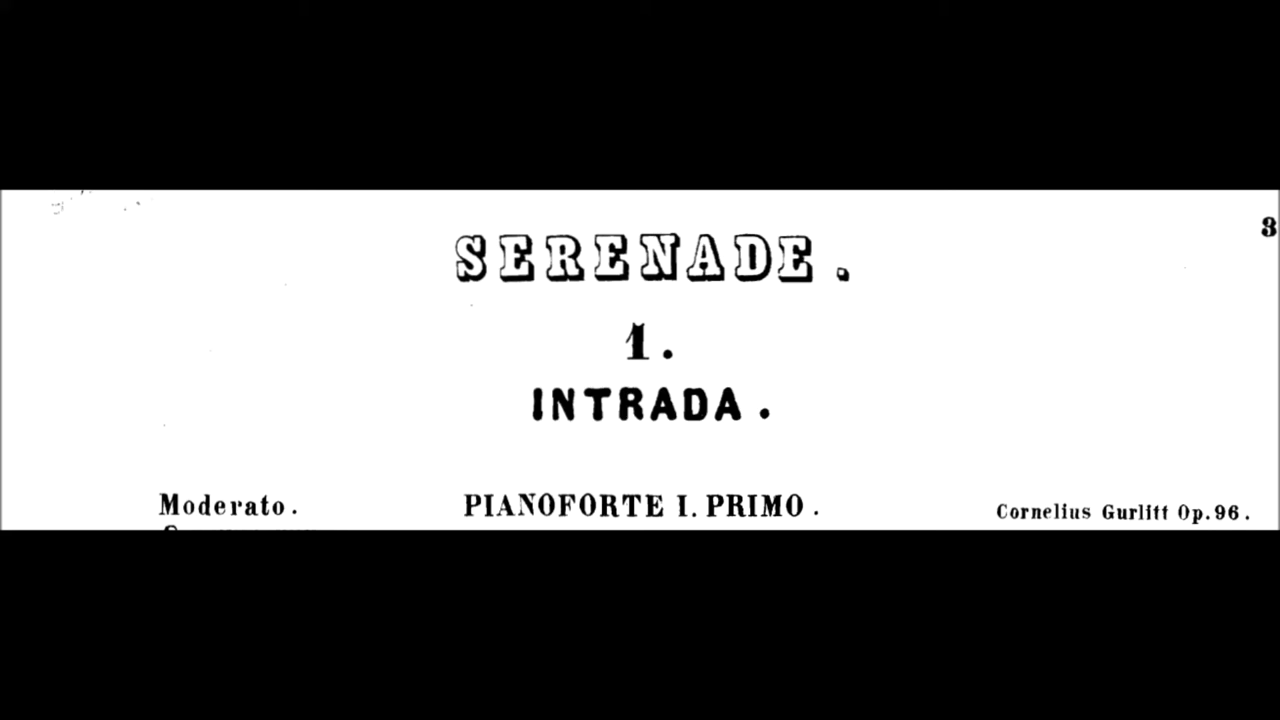 3
SERENADE.
1.
INTRADA.
Moderato. PIANOFORTE I. PRIMO. Cornelius Gurlitt Op. 96.